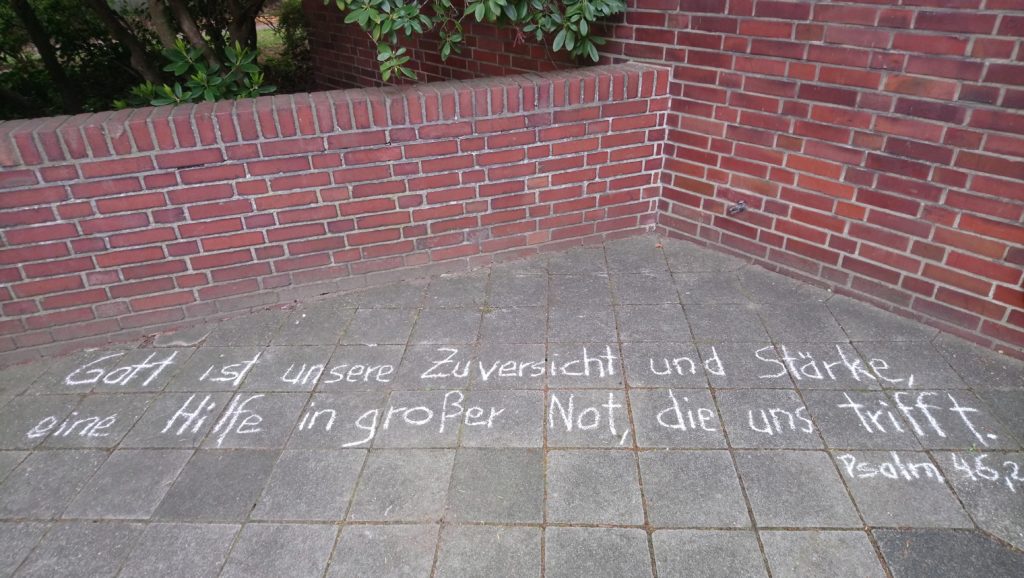 Gott ist unsere Zuversicht und Stärke,
eine Hilfe in großer Not, die uns trifft.
Psalm 46,2